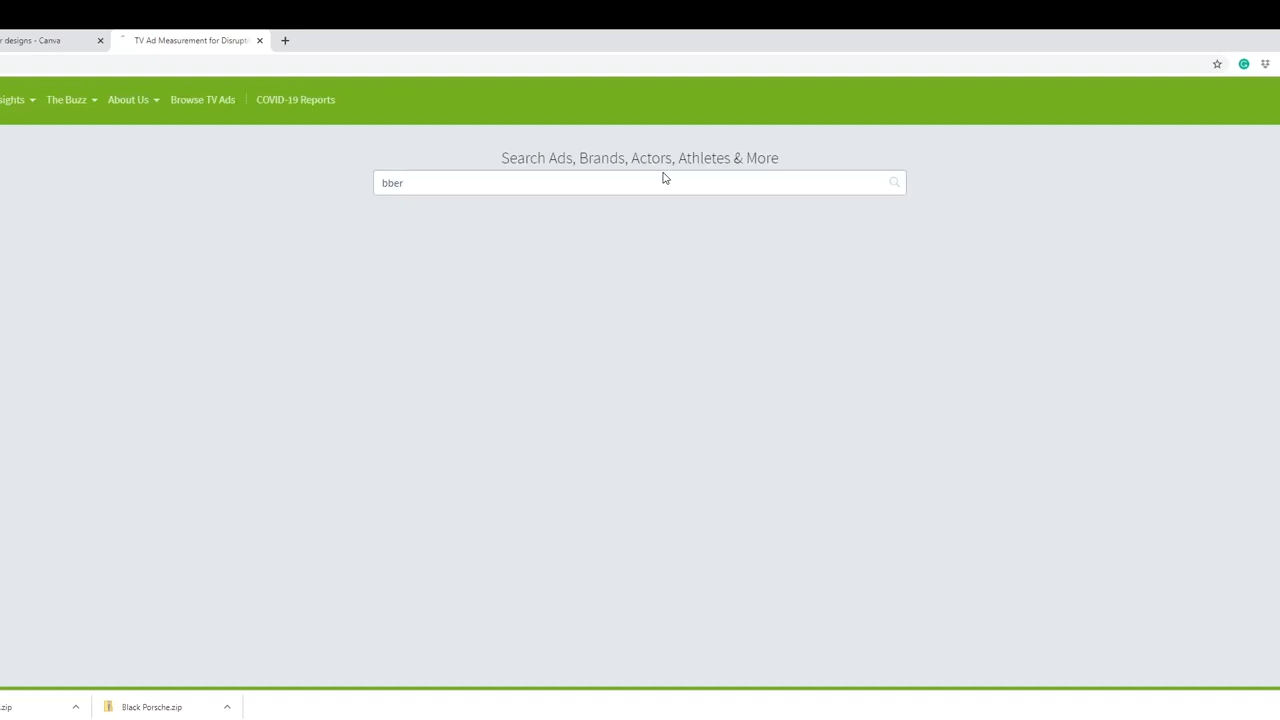 r designs - Canva
TV Ad Measurement for Disrupti
sights The Buzz About Us Browse TV Ads COVID-19 Reports
Search Ads, Brands, Actors, Athletes & More
bber
.zip Black Porsche.zip